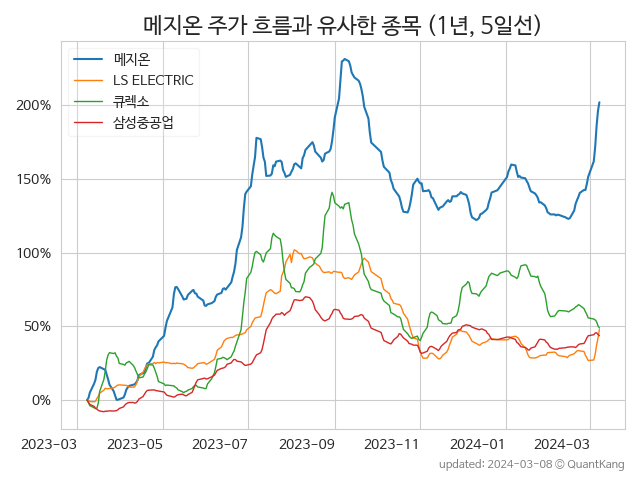 메지온 주가 흐름과 유사한 종목 (1년, 5일선)
메지온
LS ELECTRIC
큐렉소
삼성중공업
200%
150%
100%
50%
0%
2023-03 2023-05 2023-07 2023-09 2023-11 2024-01 2024-03
updated: 2024-03-08 © QuantKang